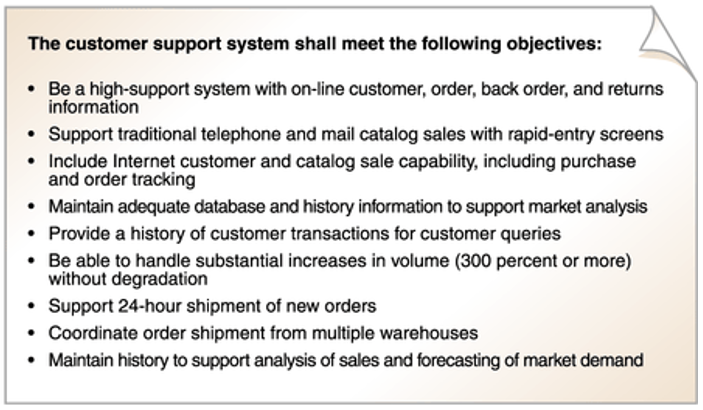 The customer support system shall meet the following objectives:
• Be a high-support system with on-line customer, order, back order, and returns
information
• Support traditional telephone and mail catalog sales with rapid-entry screens
• Include Internet customer and catalog sale capability, including purchase
and order tracking
• Maintain adequate database and history information to support market analysis
• Provide a history of customer transactions for customer queries
• Be able to handle substantial increases in volume (300 percent or more)
without degradation
• Support 24-hour shipment of new orders
• Coordinate order shipment from multiple warehouses
• Maintain history to support analysis of sales and forecasting of market demand